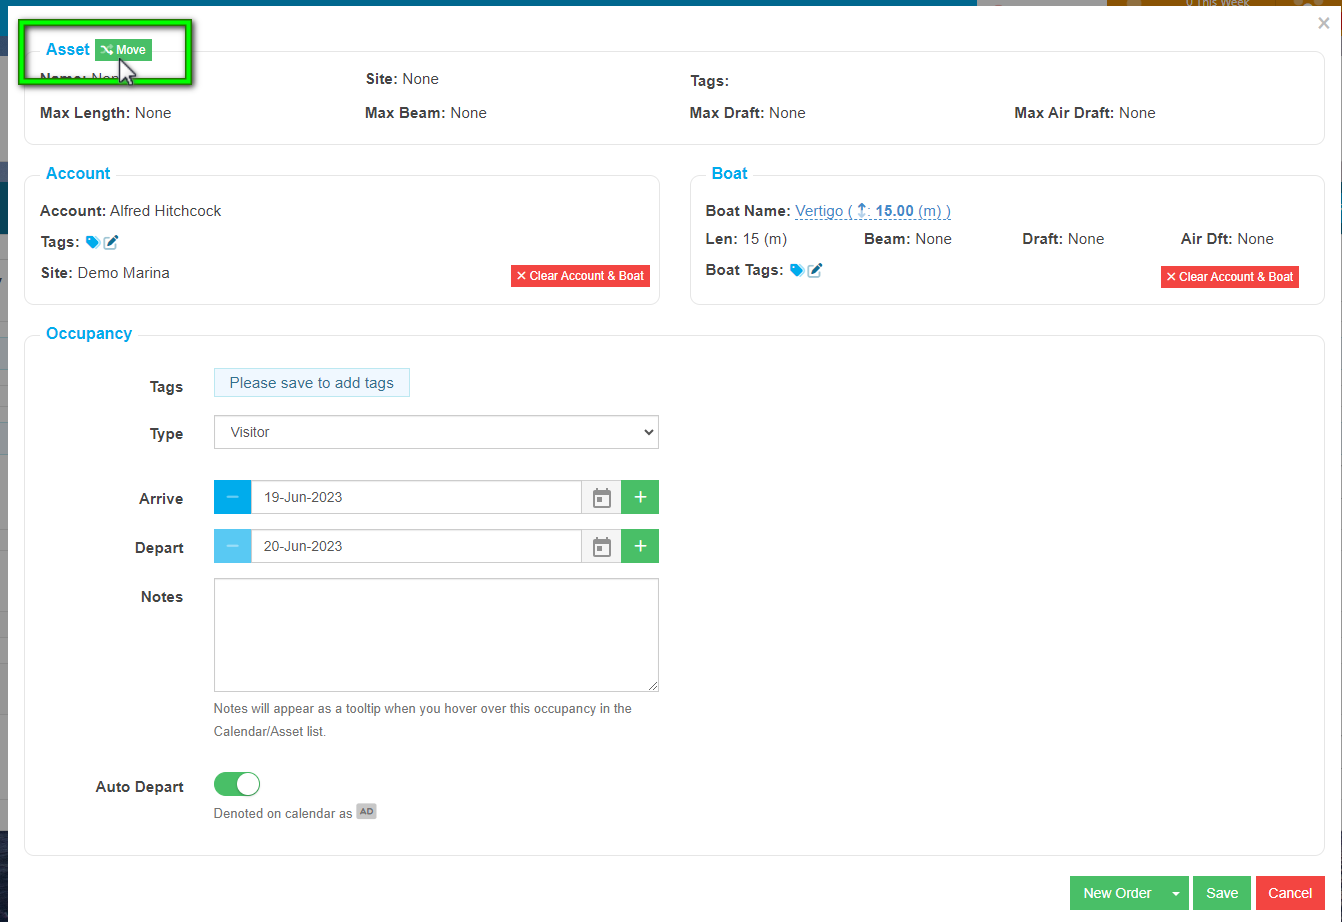 0 This Week
×
Asset Move
Name: None
Site: None
Tags:
Max Length: None
Max Beam: None
Max Draft: None
Max Air Draft: None
Account
Account: Alfred Hitchcock
Tags:
Site: Demo Marina
× Clear Account & Boat
Boat
Boat Name: Vertigo ( ↕: 15.00 (m) )
Len: 15 (m)
Beam: None
Draft: None
Air Dft: None
Boat Tags:
× Clear Account & Boat
Occupancy
Tags Please save to add tags
Type Visitor
Arrive − 19-Jun-2023 +
Depart − 20-Jun-2023 +
Notes
Notes will appear as a tooltip when you hover over this occupancy in the
Calendar/Asset list.
Auto Depart
Denoted on calendar as AD
New Order Save Cancel